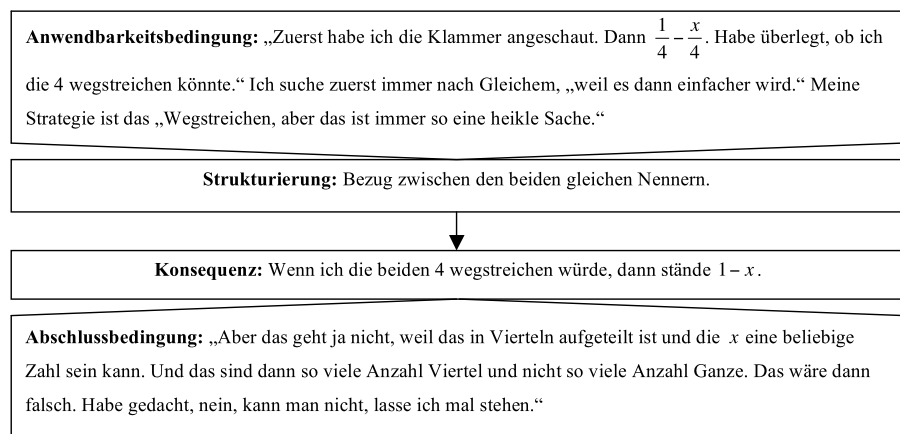 Anwendbarkeitsbedingung: „Zuerst habe ich die Klammer angeschaut. Dann 1/4 − x/4. Habe überlegt, ob ich
die 4 wegstreichen könnte.“ Ich suche zuerst immer nach Gleichem, „weil es dann einfacher wird.“ Meine
Strategie ist das „Wegstreichen, aber das ist immer so eine heikle Sache.“
Strukturierung: Bezug zwischen den beiden gleichen Nennern.
Konsequenz: Wenn ich die beiden 4 wegstreichen würde, dann stände 1 − x.
Abschlussbedingung: „Aber das geht ja nicht, weil das in Vierteln aufgeteilt ist und die x eine beliebige
Zahl sein kann. Und das sind dann so viele Anzahl Viertel und nicht so viele Anzahl Ganze. Das wäre dann
falsch. Habe gedacht, nein, kann man nicht, lasse ich mal stehen.“